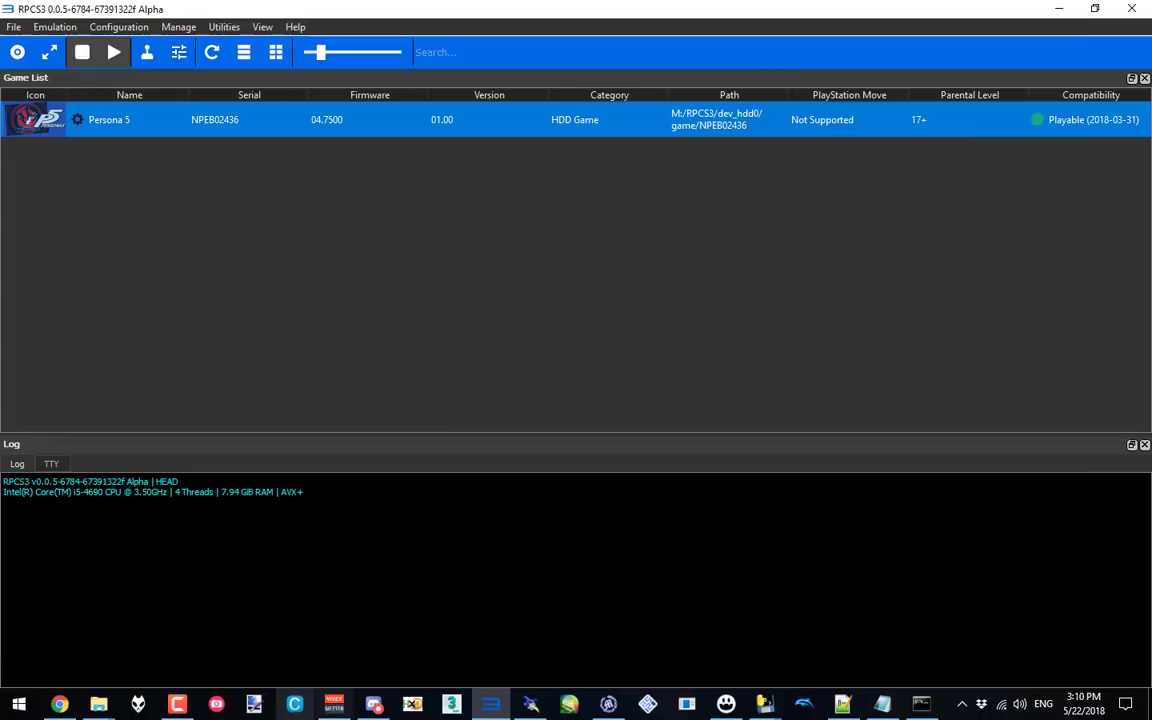 RPCS3 0.0.5-6784-67391322f Alpha
File Emulation Configuration Manage Utilities View Help
Search...
Game List
Icon Name Serial Firmware Version Category Path PlayStation Move Parental Level Compatibility
Persona 5 NPEB02436 04.7500 01.00 HDD Game M:/RPCS3/dev_hdd0/ Not Supported 17+ Playable (2018-03-31)
game/NPEB02436
Log
Log TTY
RPCS3 v0.0.5-6784-67391322f Alpha | HEAD
Intel(R) Core(TM) i5-4690 CPU @ 3.50GHz | 4 Threads | 7.94 GiB RAM | AVX+
ENG
3:10 PM
5/22/2018